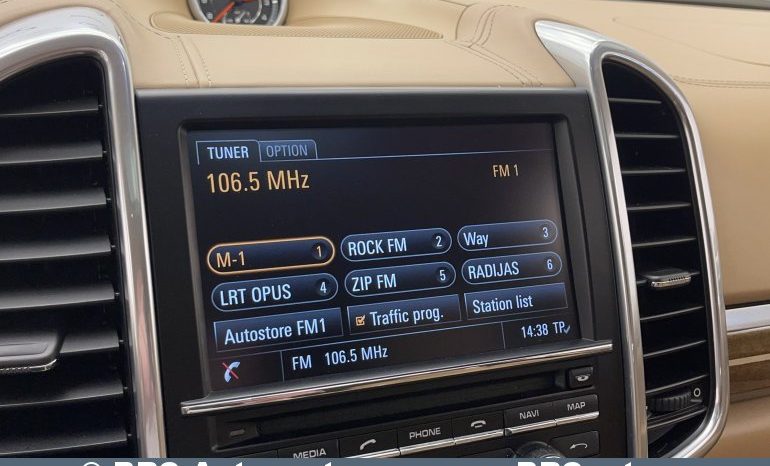 TUNER OPTION
106.5 MHz FM 1
M-1 1 ROCK FM 2 Way 3
LRT OPUS 4 ZIP FM 5 RADIJAS 6
Autostore FM1 Traffic prog. Station list
FM 106.5 MHz 14:38 TP
MEDIA PHONE NAVI MAP